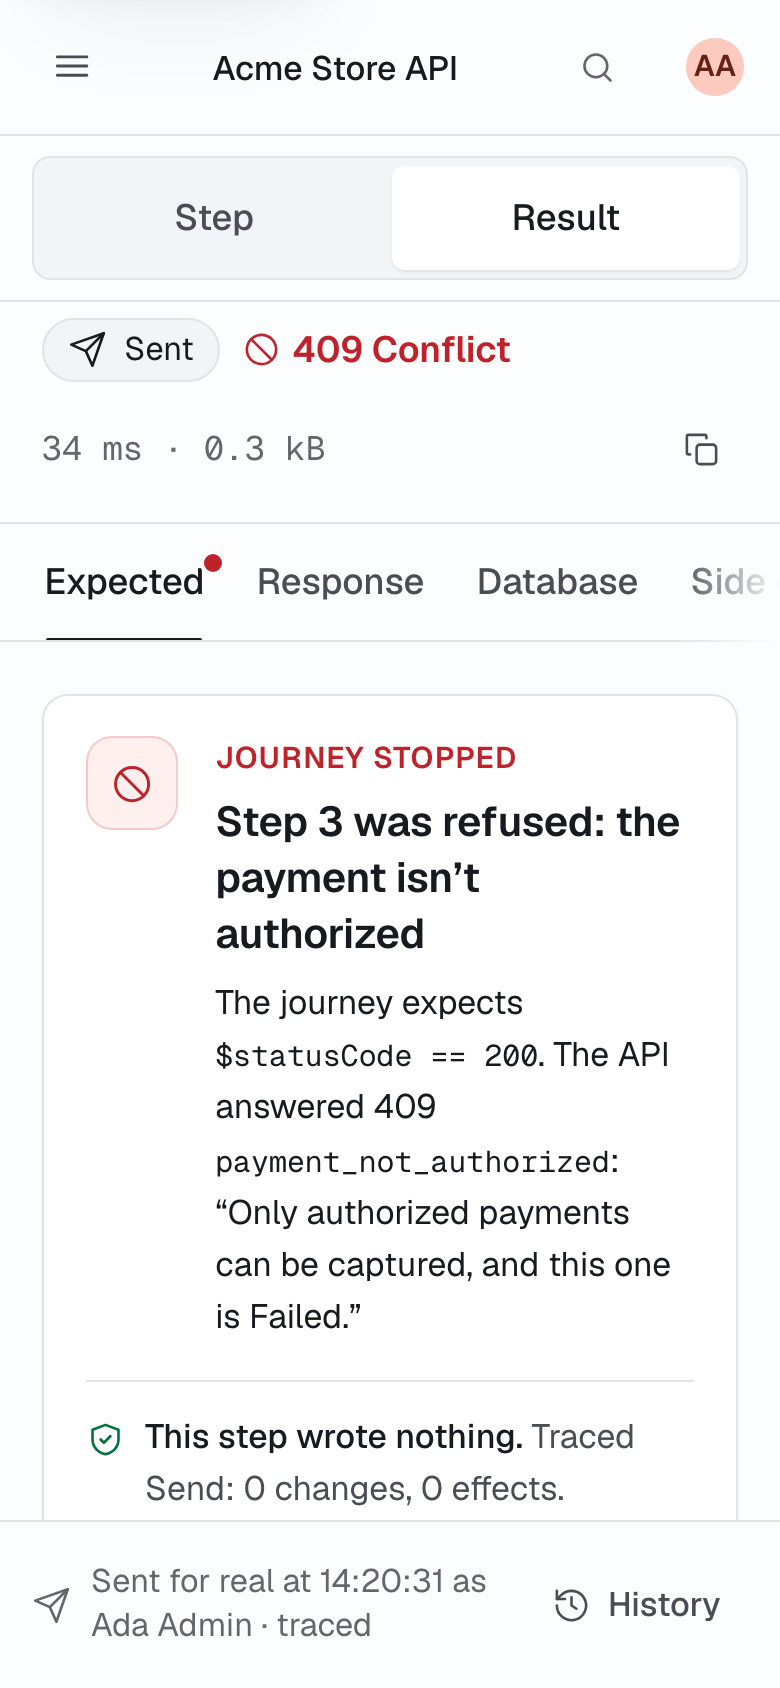 Acme Store API
AA
Step
Result
Sent
409 Conflict
34 ms · 0.3 kB
Expected
Response
Database
Side
JOURNEY STOPPED
Step 3 was refused: the
payment isn’t
authorized
The journey expects
$statusCode == 200. The API
answered 409
payment_not_authorized:
“Only authorized payments
can be captured, and this one
is Failed.”
This step wrote nothing. Traced
Send: 0 changes, 0 effects.
Sent for real at 14:20:31 as
Ada Admin · traced
History